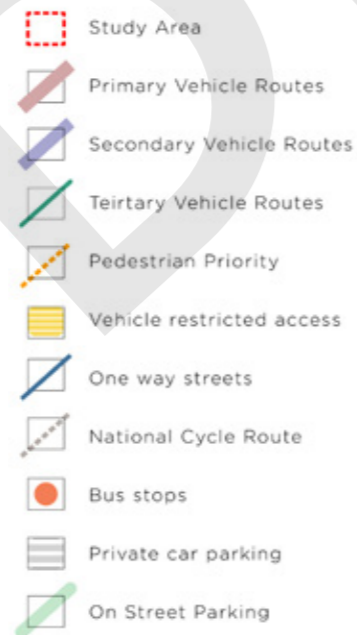 Study Area
Primary Vehicle Routes
Secondary Vehicle Routes
Teirtary Vehicle Routes
Pedestrian Priority
Vehicle restricted access
One way streets
National Cycle Route
Bus stops
Private car parking
On Street Parking